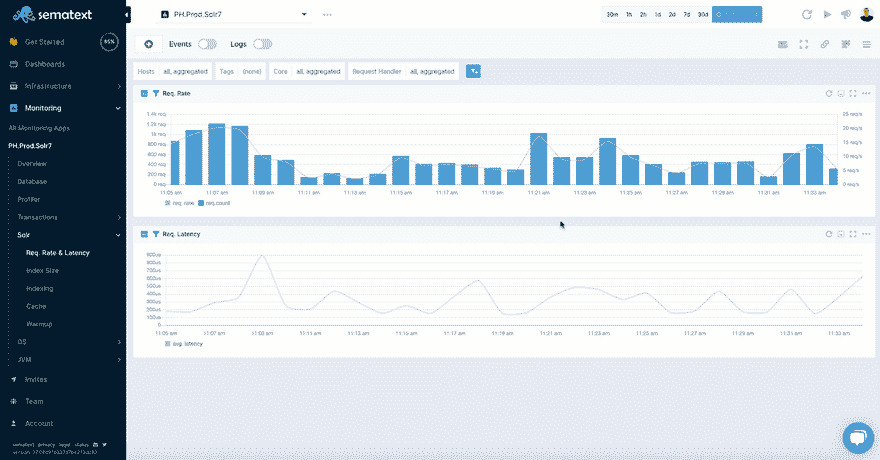 sematext
PH.Prod.Solr7
30m 1h 2h 1d 2d 7d 30d
Get Started
Dashboards
Infrastructure
Monitoring
All Monitoring Apps
PH.Prod.Solr7
Overview
Database
Profiler
Transactions
Solr
Req. Rate & Latency
Index Size
Indexing
Cache
Warmup
OS
JVM
Invites
Team
Account
Events
Logs
Hosts all, aggregated Tags (none) Core all, aggregated Request Handler all, aggregated
Req. Rate
1.4k req
1.2k req
1k req
800 req
600 req
400 req
200 req
0 req
25 req/s
20 req/s
15 req/s
10 req/s
5 req/s
0 req/s
11:05 am 11:07 am 11:09 am 11:11 am 11:13 am 11:15 am 11:17 am 11:19 am 11:21 am 11:23 am 11:25 am 11:27 am 11:29 am 11:31 am 11:33 am
req. rate req.count
Req. Latency
900us
800us
700us
600us
500us
400us
300us
200us
100us
0
11:05 am 11:07 am 11:09 am 11:11 am 11:13 am 11:15 am 11:17 am 11:19 am 11:21 am 11:23 am 11:25 am 11:27 am 11:29 am 11:31 am 11:33 am
avg. latency